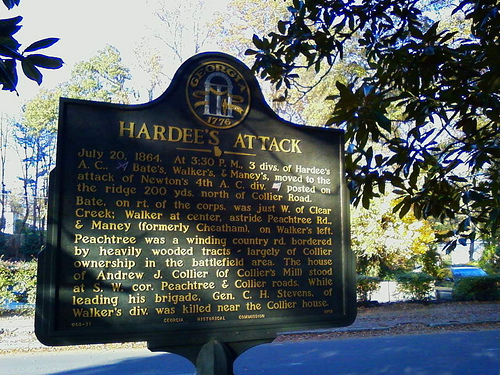 GEORGIA
1776
HARDEE'S ATTACK
July 20, 1864. At 3:30 P.M., 3 divs. of Hardee's
A. C., Bate's, Walker's, & Maney's, moved to the
attack of Newton's 4th A. C. div. posted on
the ridge 200 yds. north of Collier Road.
Bate, on rt. of the corps, was just W. of Clear
Creek; Walker at center, astride Peachtree Rd.,
& Maney (formerly Cheatham), on Walker's left.
Peachtree was a winding country rd. bordered
by heavily wooded tracts - largely of Collier
ownership in the battlefield area. The house
of Andrew J. Collier (of Collier's Mill) stood
at S. W. cor. Peachtree & Collier roads. While
leading his brigade, Gen. C. H. Stevens, of
Walker's div. was killed near the Collier house.
GEORGIA HISTORICAL COMMISSION